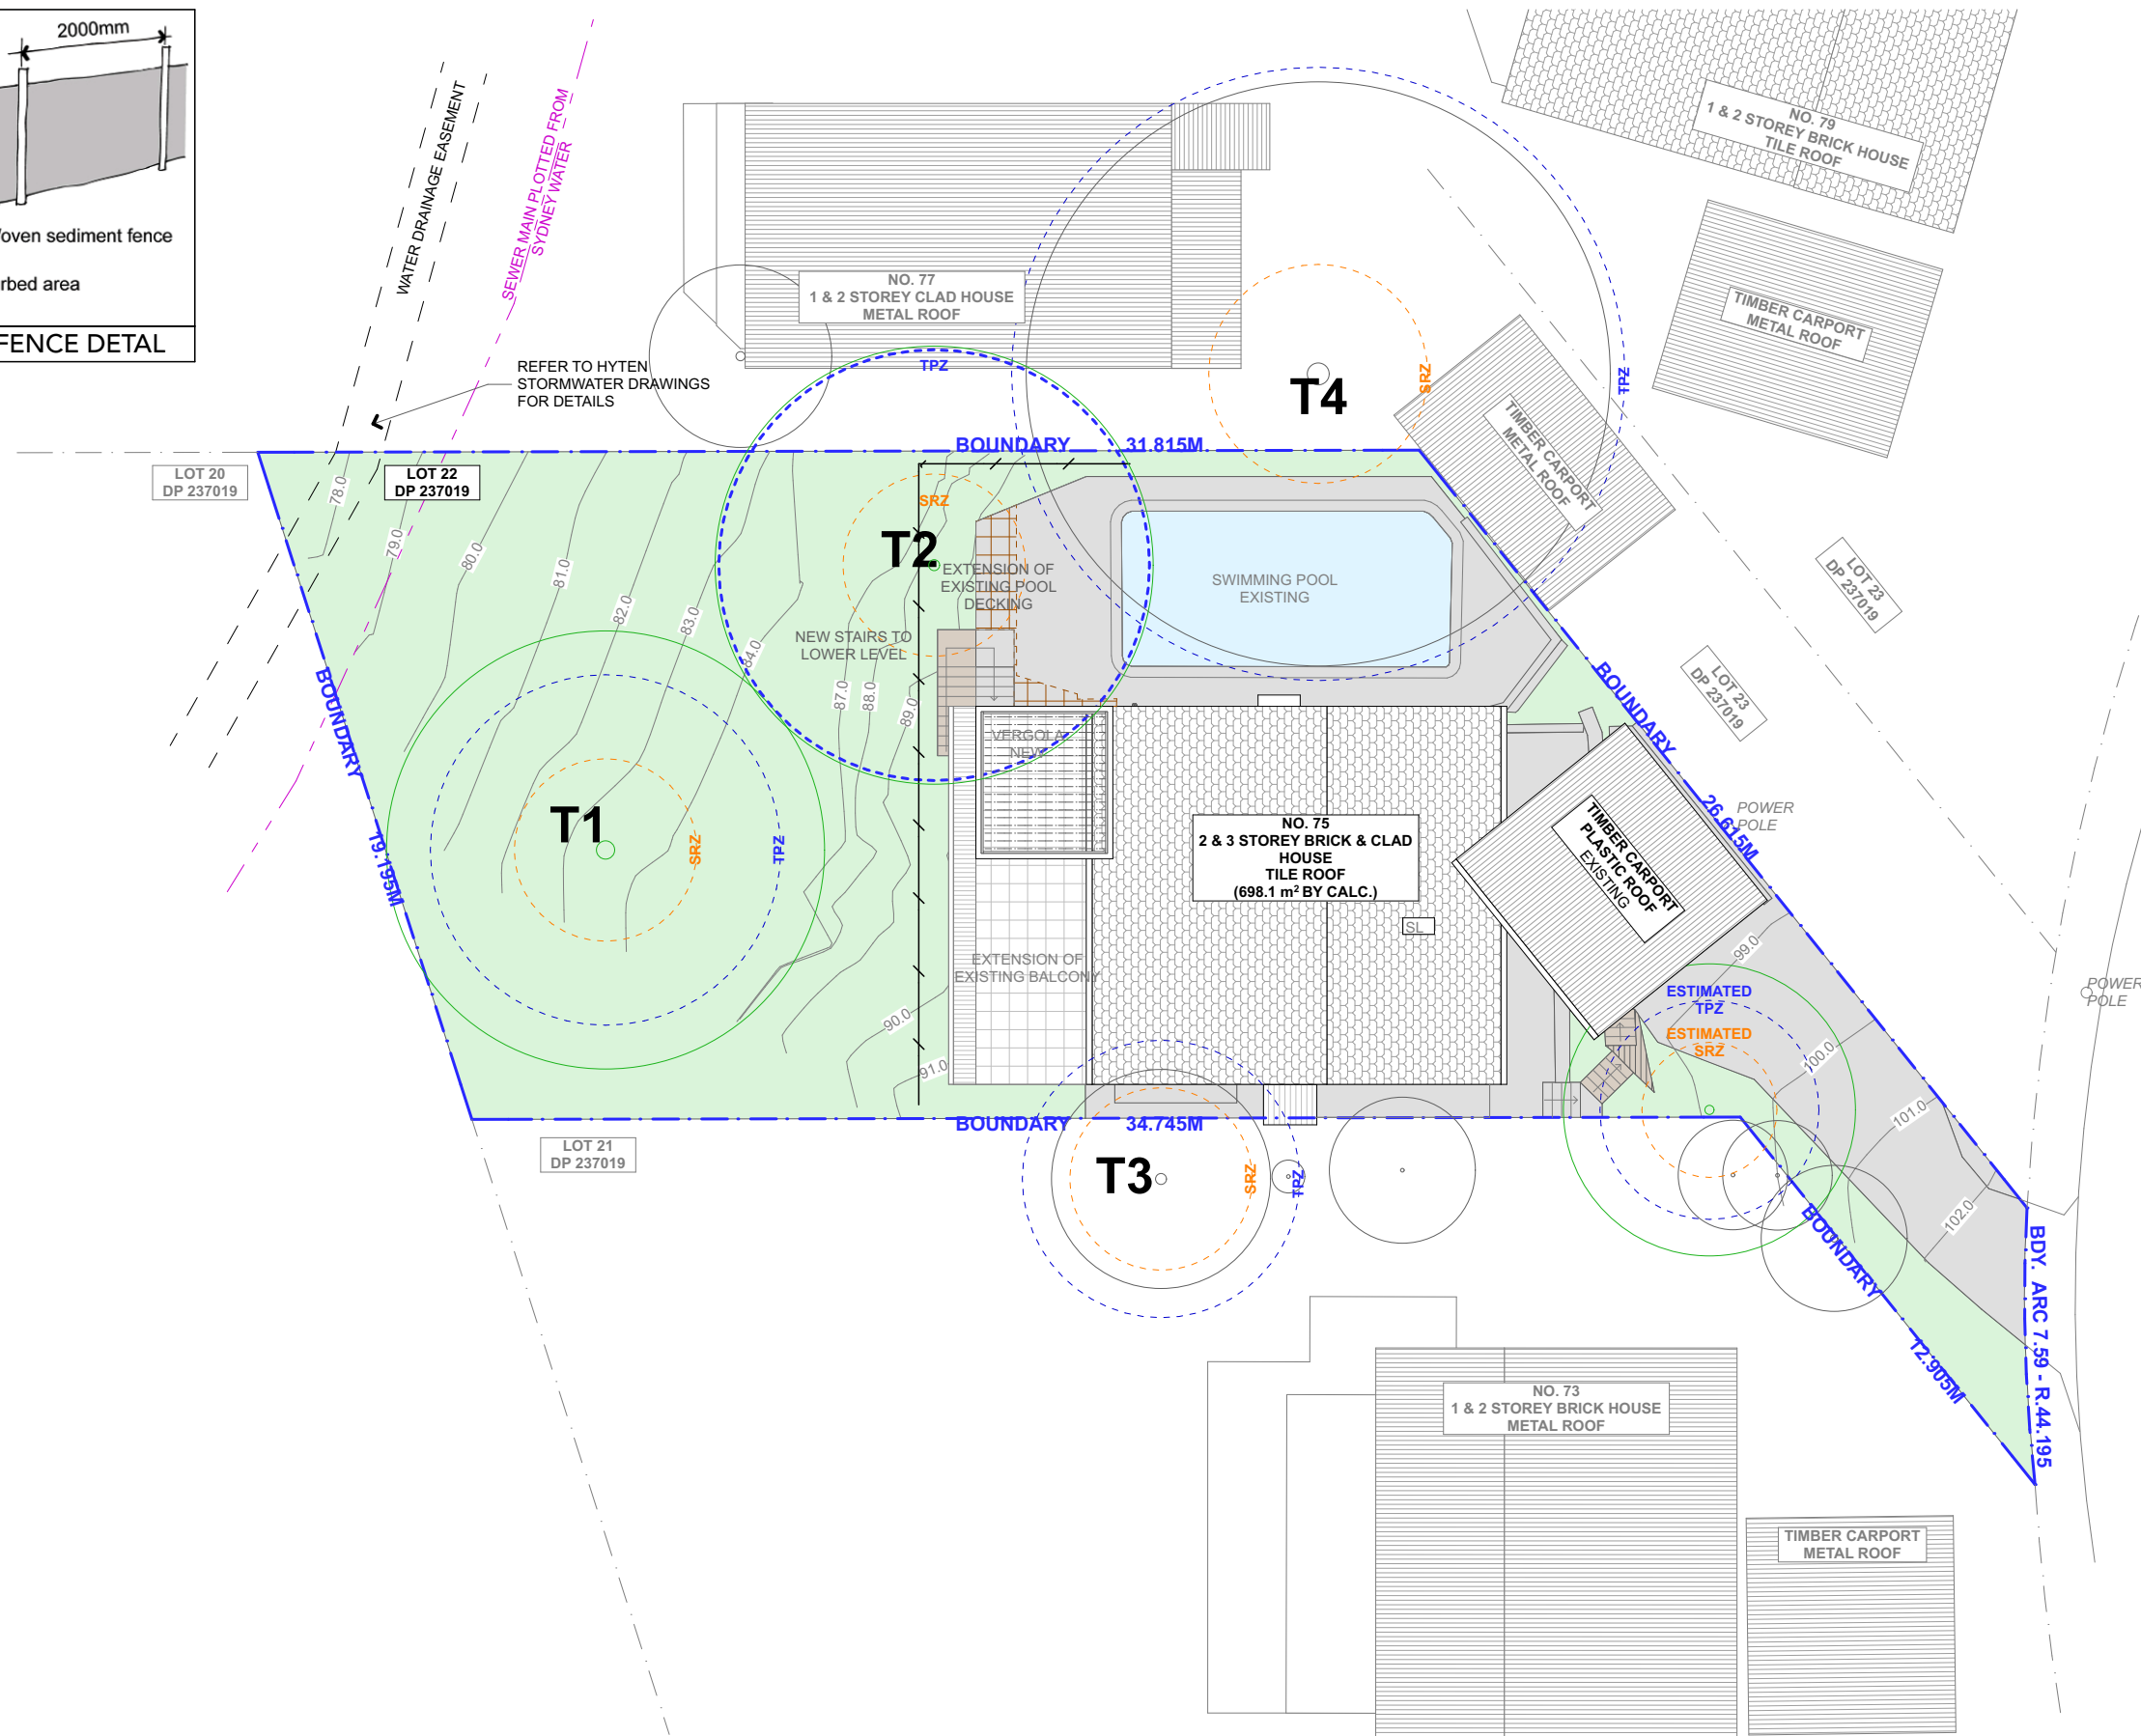 2000mm
oven sediment fence
rbed area
FENCE DETAL
WATER DRAINAGE EASEMENT
SEWER MAIN PLOTTED FROM
SYDNEY WATER
REFER TO HYTEN
STORMWATER DRAWINGS
FOR DETAILS
NO. 77
1 & 2 STOREY CLAD HOUSE
METAL ROOF
NO. 79
1 & 2 STOREY BRICK HOUSE
TILE ROOF
TIMBER CARPORT
METAL ROOF
TIMBER CARPORT
METAL ROOF
TPZ
T4
SRZ
TPZ
BOUNDARY 31.815M
LOT 20
DP 237019
LOT 22
DP 237019
78.0
79.0
80.0
81.0
82.0
83.0
84.0
87.0
88.0
89.0
90.0
91.0
SRZ
T2
EXTENSION OF
EXISTING POOL
DECKING
NEW STAIRS TO
LOWER LEVEL
SWIMMING POOL
EXISTING
LOT 23
DP 237019
LOT 23
DP 237019
BOUNDARY
26.615M
POWER
POLE
POWER
POLE
BOUNDARY
19.195M
T1
SRZ
TPZ
VERGOLA
NEW
NO. 75
2 & 3 STOREY BRICK & CLAD
HOUSE
TILE ROOF
(698.1 m² BY CALC.)
SL
TIMBER CARPORT
PLASTIC ROOF
EXISTING
EXTENSION OF
EXISTING BALCONY
99.0
100.0
101.0
102.0
ESTIMATED
TPZ
ESTIMATED
SRZ
BOUNDARY 34.745M
LOT 21
DP 237019
T3
SRZ
TPZ
BOUNDARY
12.905M
BDY. ARC 7.59 - R.44.195
NO. 73
1 & 2 STOREY BRICK HOUSE
METAL ROOF
TIMBER CARPORT
METAL ROOF